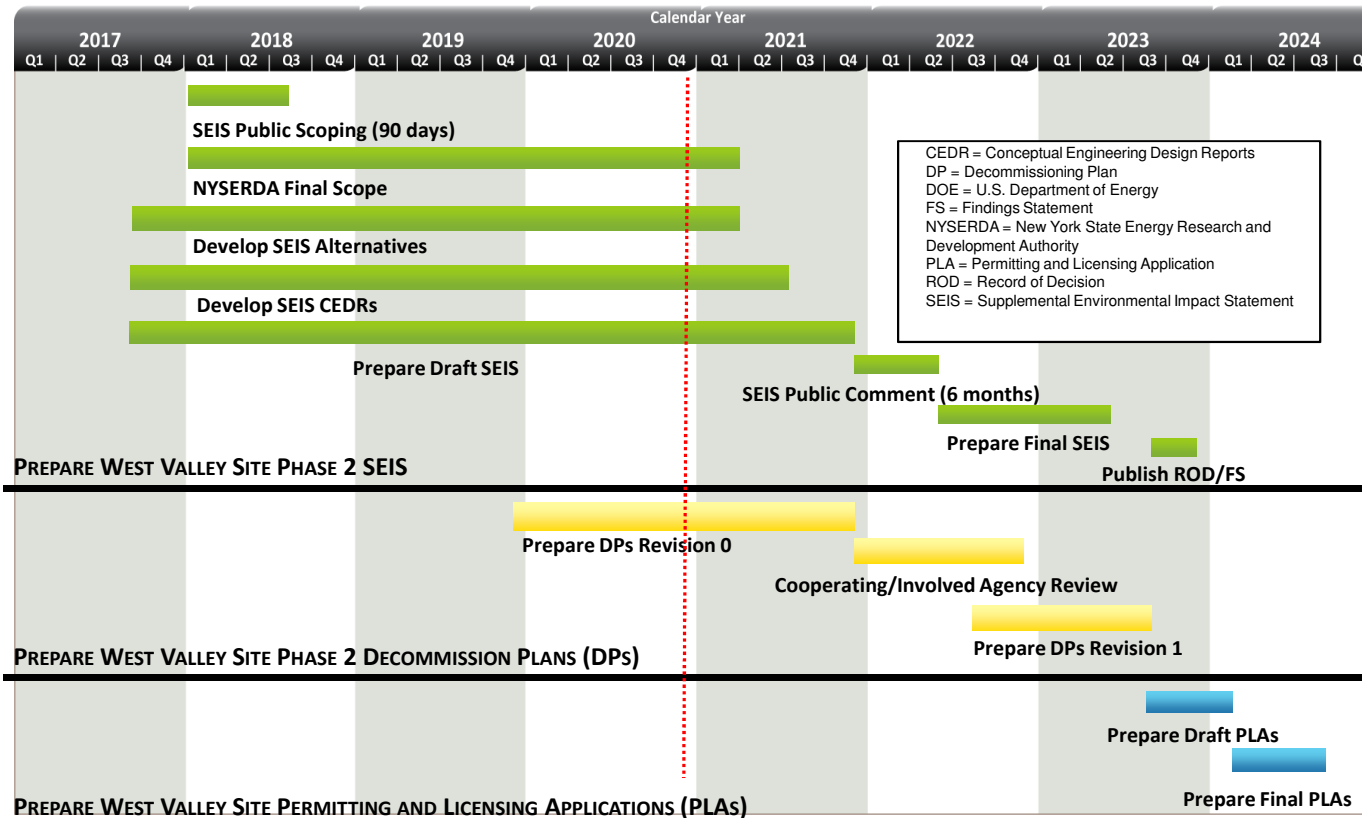 Calendar Year
2017 2018 2019 2020 2021 2022 2023 2024
Q1 Q2 Q3 Q4 Q1 Q2 Q3 Q4 Q1 Q2 Q3 Q4 Q1 Q2 Q3 Q4 Q1 Q2 Q3 Q4 Q1 Q2 Q3 Q4 Q1 Q2 Q3 Q4 Q1 Q2 Q3
SEIS Public Scoping (90 days)
NYSERDA Final Scope
Develop SEIS Alternatives
Develop SEIS CEDRs
Prepare Draft SEIS
CEDR = Conceptual Engineering Design Reports
DP = Decommissioning Plan
DOE = U.S. Department of Energy
FS = Findings Statement
NYSERDA = New York State Energy Research and
Development Authority
PLA = Permitting and Licensing Application
ROD = Record of Decision
SEIS = Supplemental Environmental Impact Statement
SEIS Public Comment (6 months)
Prepare Final SEIS
Publish ROD/FS
PREPARE WEST VALLEY SITE PHASE 2 SEIS
Prepare DPs Revision 0
Cooperating/Involved Agency Review
Prepare DPs Revision 1
PREPARE WEST VALLEY SITE PHASE 2 DECOMMISSION PLANS (DPS)
Prepare Draft PLAs
Prepare Final PLAs
PREPARE WEST VALLEY SITE PERMITTING AND LICENSING APPLICATIONS (PLAS)